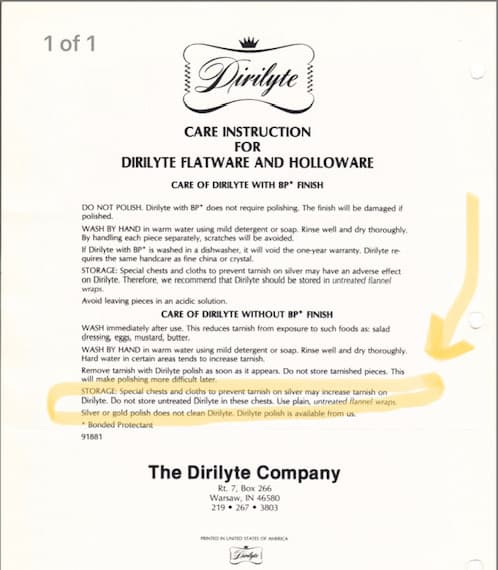 1 of 1
Dirilyte
CARE INSTRUCTION
FOR
DIRILYTE FLATWARE AND HOLLOWARE
CARE OF DIRILYTE WITH BP* FINISH
DO NOT POLISH. Dirilyte with BP* does not require polishing. The finish will be damaged if
polished.
WASH BY HAND in warm water using mild detergent or soap. Rinse well and dry thoroughly.
By handling each piece separately, scratches will be avoided.
If Dirilyte with BP* is washed in a dishwasher, it will void the one-year warranty. Dirilyte re-
quires the same handcare as fine china or crystal.
STORAGE: Special chests and cloths to prevent tarnish on silver may have an adverse effect
on Dirilyte. Therefore, we recommend that Dirilyte should be stored in untreated flannel
wraps.
Avoid leaving pieces in an acidic solution.
CARE OF DIRILYTE WITHOUT BP* FINISH
WASH immediately after use. This reduces tarnish from exposure to such foods as: salad
dressing, eggs, mustard, butter.
WASH BY HAND in warm water using mild detergent or soap. Rinse well and dry thoroughly.
Hard water in certain areas tends to increase tarnish.
Remove tarnish with Dirilyte polish as soon as it appears. Do not store tarnished pieces. This
will make polishing more difficult later.
STORAGE: Special chests and cloths to prevent tarnish on silver may increase tarnish on
Dirilyte. Do not store untreated Dirilyte in these chests. Use plain, untreated flannel wraps.
Silver or gold polish does not clean Dirilyte. Dirilyte polish is available from us.
* Bonded Protectant
91881
The Dirilyte Company
Rt. 7, Box 266
Warsaw, IN 46580
219 • 267 • 3803
PRINTED IN UNITED STATES OF AMERICA
Dirilyte